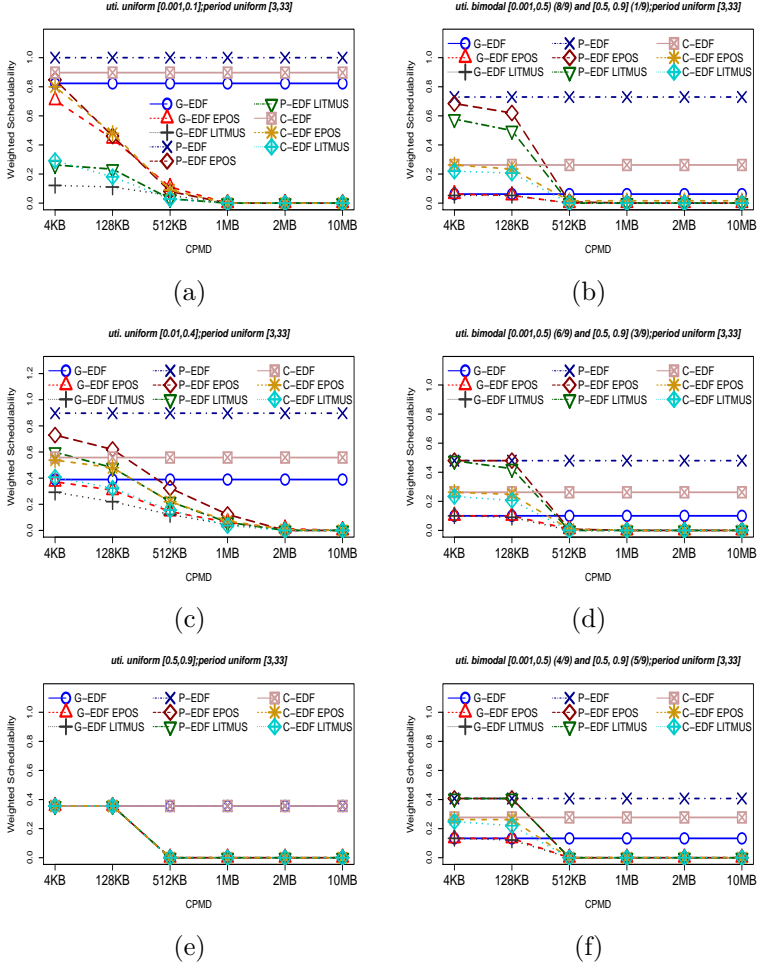 uti. uniform [0.001,0.1];period uniform [3,33]
Weighted Schedulability
0.0 0.2 0.4 0.6 0.8 1.0
G-EDF
G-EDF EPOS
G-EDF LITMUS
P-EDF
P-EDF EPOS
P-EDF LITMUS
C-EDF
C-EDF EPOS
C-EDF LITMUS
4KB 128KB 512KB 1MB 2MB 10MB
CPMD
(a)
uti. bimodal [0.001,0.5) (8/9) and [0.5, 0.9] (1/9);period uniform [3,33]
Weighted Schedulability
0.0 0.2 0.4 0.6 0.8 1.0
G-EDF P-EDF C-EDF
G-EDF EPOS P-EDF EPOS C-EDF EPOS
G-EDF LITMUS P-EDF LITMUS C-EDF LITMUS
4KB 128KB 512KB 1MB 2MB 10MB
CPMD
(b)
uti. uniform [0.01,0.4];period uniform [3,33]
Weighted Schedulability
0.0 0.2 0.4 0.6 0.8 1.0 1.2
G-EDF P-EDF C-EDF
G-EDF EPOS P-EDF EPOS C-EDF EPOS
G-EDF LITMUS P-EDF LITMUS C-EDF LITMUS
4KB 128KB 512KB 1MB 2MB 10MB
CPMD
(c)
uti. bimodal [0.001,0.5) (6/9) and [0.5, 0.9] (3/9);period uniform [3,33]
Weighted Schedulability
0.0 0.2 0.4 0.6 0.8 1.0
G-EDF P-EDF C-EDF
G-EDF EPOS P-EDF EPOS C-EDF EPOS
G-EDF LITMUS P-EDF LITMUS C-EDF LITMUS
4KB 128KB 512KB 1MB 2MB 10MB
CPMD
(d)
uti. uniform [0.5,0.9];period uniform [3,33]
Weighted Schedulability
0.0 0.2 0.4 0.6 0.8 1.0
G-EDF P-EDF C-EDF
G-EDF EPOS P-EDF EPOS C-EDF EPOS
G-EDF LITMUS P-EDF LITMUS C-EDF LITMUS
4KB 128KB 512KB 1MB 2MB 10MB
CPMD
(e)
uti. bimodal [0.001,0.5) (4/9) and [0.5, 0.9] (5/9);period uniform [3,33]
Weighted Schedulability
0.0 0.2 0.4 0.6 0.8 1.0
G-EDF P-EDF C-EDF
G-EDF EPOS P-EDF EPOS C-EDF EPOS
G-EDF LITMUS P-EDF LITMUS C-EDF LITMUS
4KB 128KB 512KB 1MB 2MB 10MB
CPMD
(f)